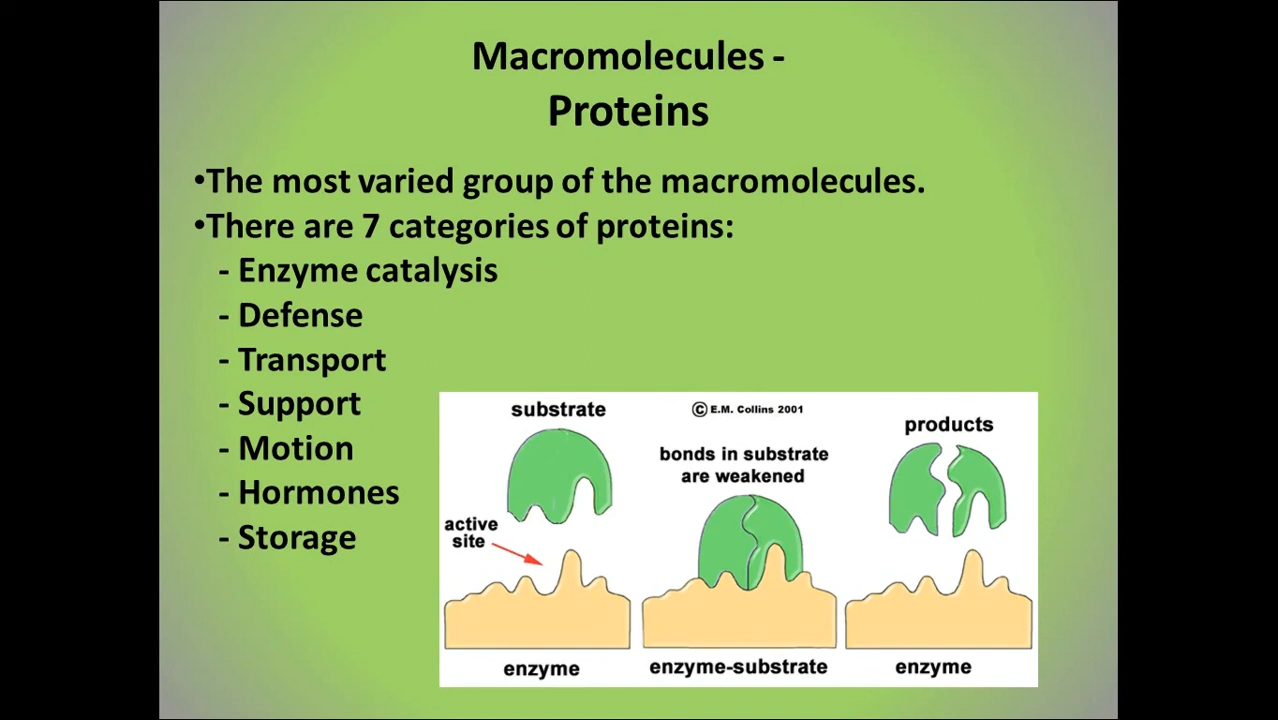 Macromolecules -
Proteins
•The most varied group of the macromolecules.
•There are 7 categories of proteins:
- Enzyme catalysis
- Defense
- Transport
- Support
- Motion
- Hormones
- Storage
substrate
© E.M. Collins 2001
products
bonds in substrate
are weakened
active
site
enzyme
enzyme-substrate
enzyme